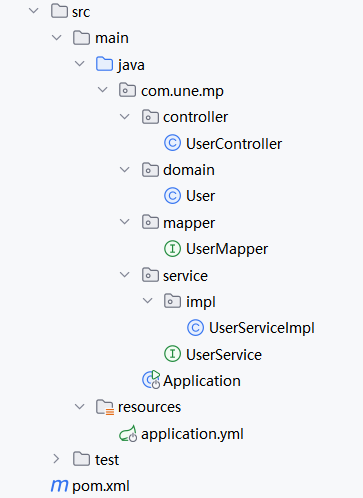 src
main
java
com.une.mp
controller
UserController
domain
User
mapper
UserMapper
service
impl
UserServiceImpl
UserService
Application
resources
application.yml
test
pom.xml